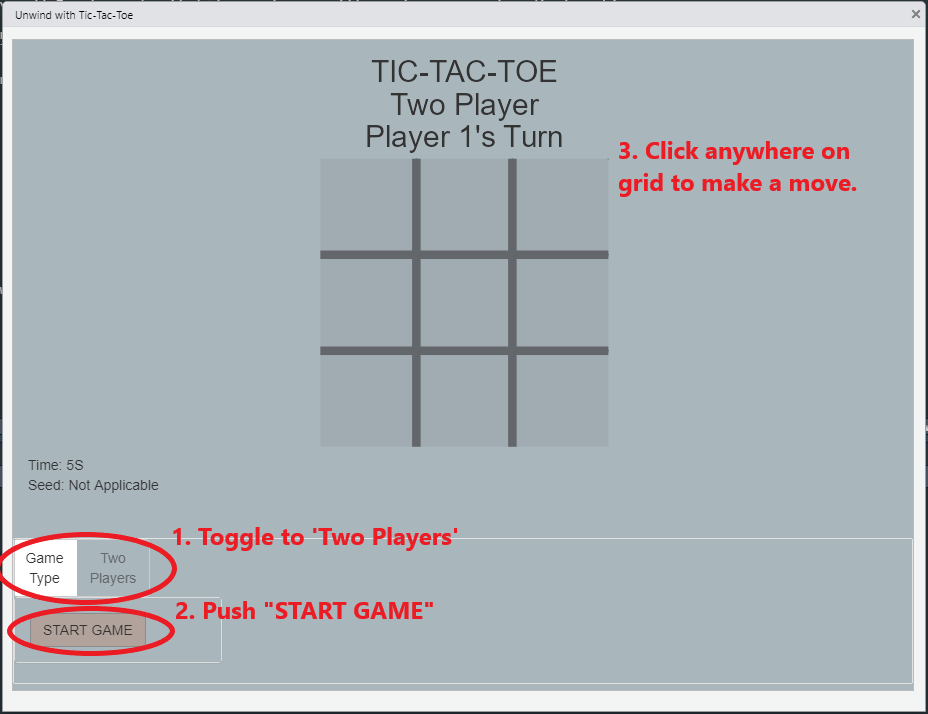 Unwind with Tic-Tac-Toe
TIC-TAC-TOE
Two Player
Player 1's Turn
3. Click anywhere on
grid to make a move.
Time: 5S
Seed: Not Applicable
1. Toggle to 'Two Players'
Game
Type
Two
Players
2. Push "START GAME"
START GAME